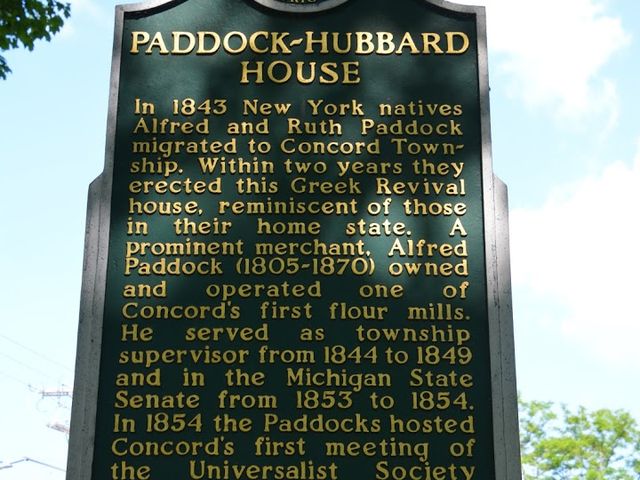 PADDOCK-HUBBARD
HOUSE
In 1843 New York natives
Alfred and Ruth Paddock
migrated to Concord Town-
ship. Within two years they
erected this Greek Revival
house, reminiscent of those
in their home state. A
prominent merchant, Alfred
Paddock (1805-1870) owned
and operated one of
Concord's first flour mills.
He served as township
supervisor from 1844 to 1849
and in the Michigan State
Senate from 1853 to 1854.
In 1854 the Paddocks hosted
Concord's first meeting of
the Universalist Society